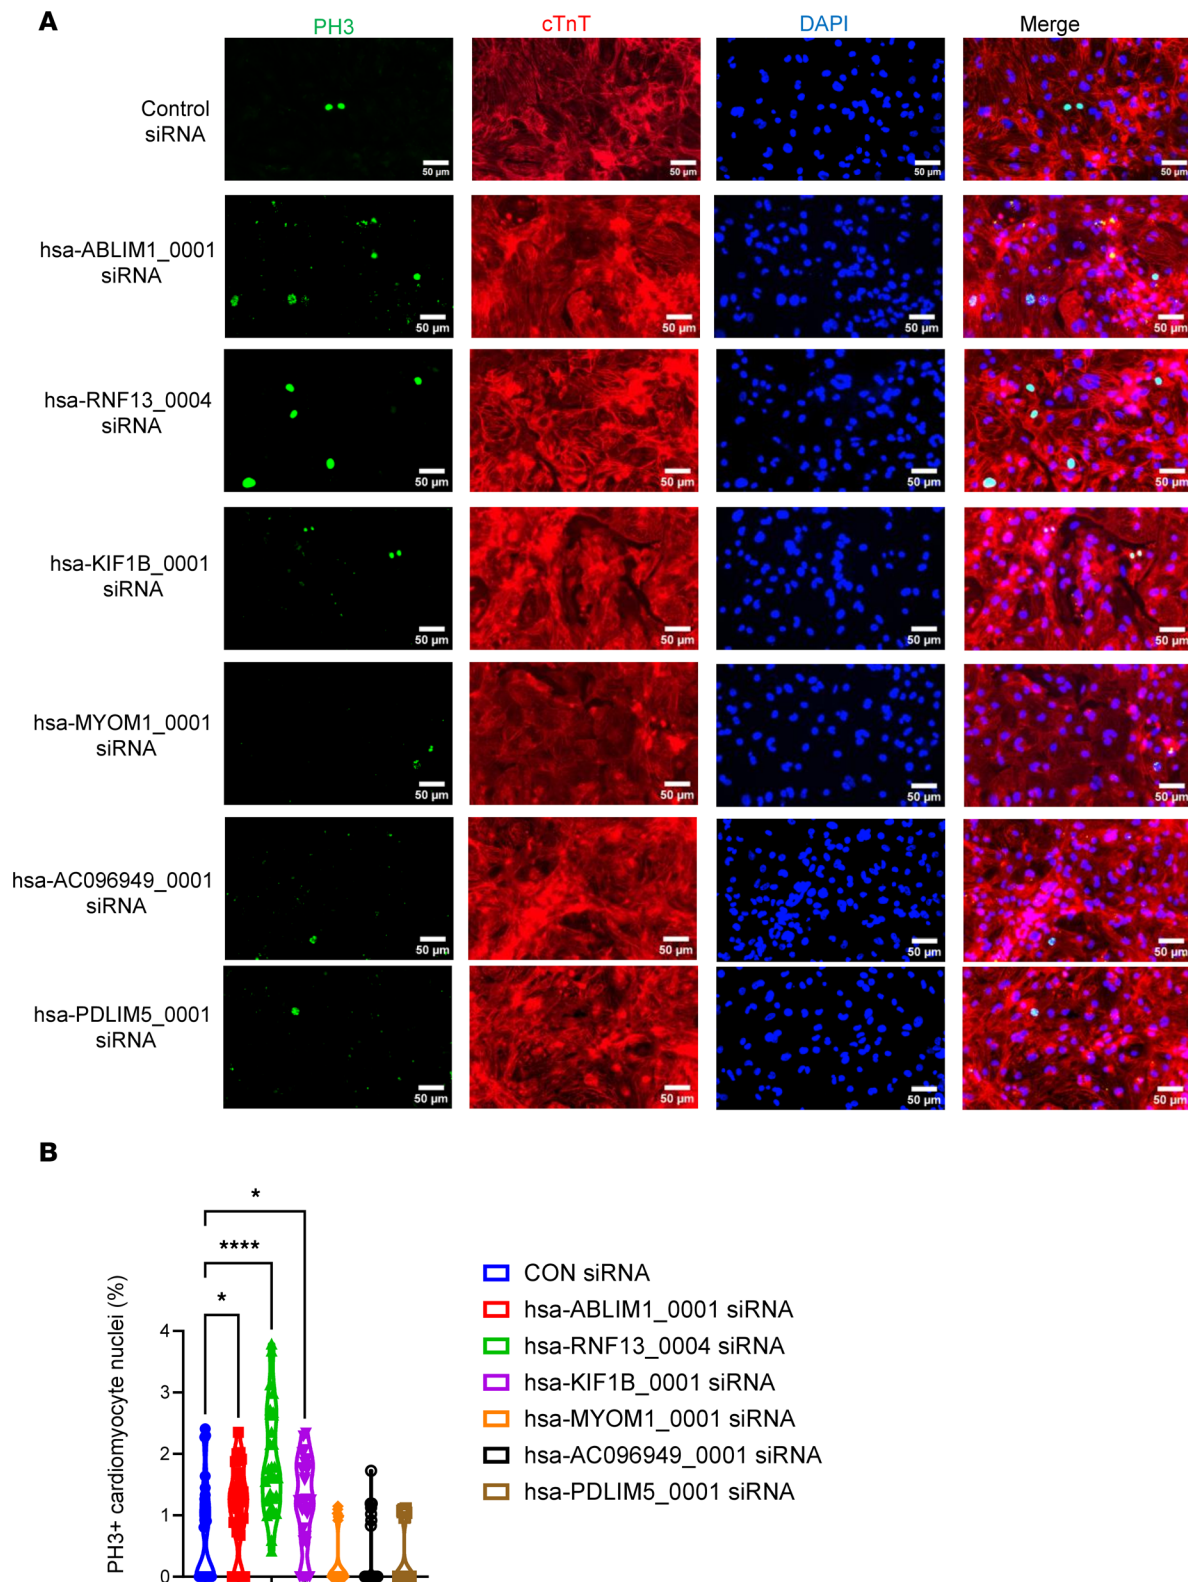 A
PH3 cTnT DAPI Merge
Control
siRNA
50 µm 50 µm 50 µm 50 µm
hsa-ABLIM1_0001
siRNA
50 µm 50 µm 50 µm 50 µm
hsa-RNF13_0004
siRNA
50 µm 50 µm 50 µm 50 µm
hsa-KIF1B_0001
siRNA
50 µm 50 µm 50 µm 50 µm
hsa-MYOM1_0001
siRNA
50 µm 50 µm 50 µm 50 µm
hsa-AC096949_0001
siRNA
50 µm 50 µm 50 µm 50 µm
hsa-PDLIM5_0001
siRNA
50 µm 50 µm 50 µm 50 µm
B
*
****
*
PH3+ cardiomyocyte nuclei (%)
4
3
2
1
0
CON siRNA
hsa-ABLIM1_0001 siRNA
hsa-RNF13_0004 siRNA
hsa-KIF1B_0001 siRNA
hsa-MYOM1_0001 siRNA
hsa-AC096949_0001 siRNA
hsa-PDLIM5_0001 siRNA